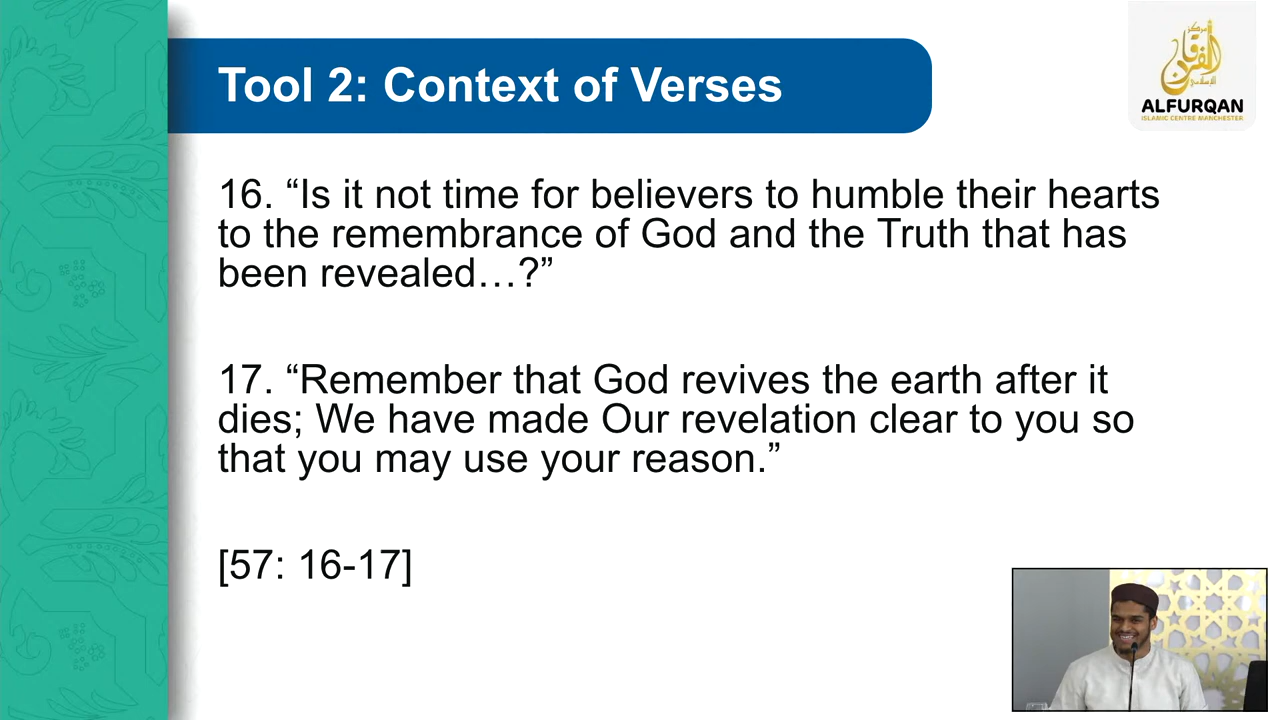 Tool 2: Context of Verses
مركز
الفرقان
الإسلامي
ALFURQAN
ISLAMIC CENTRE MANCHESTER
16. “Is it not time for believers to humble their hearts
to the remembrance of God and the Truth that has
been revealed…?”
17. “Remember that God revives the earth after it
dies; We have made Our revelation clear to you so
that you may use your reason.”
[57: 16-17]